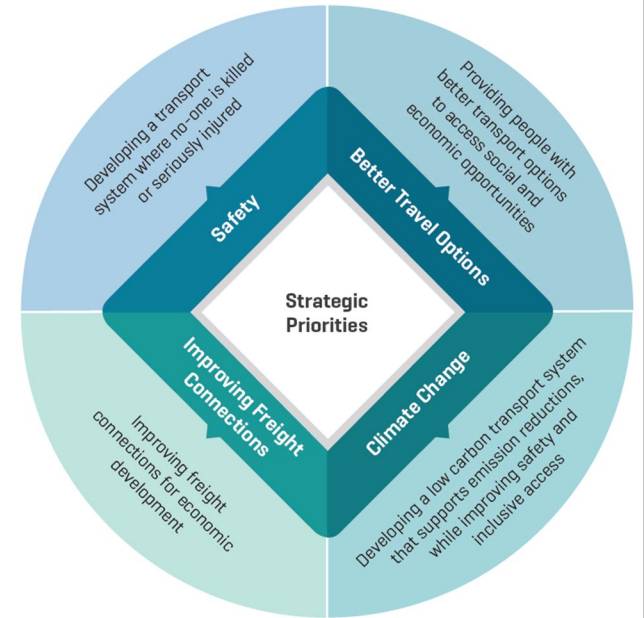 Strategic
Priorities
Safety
Developing a transport
system where no-one is killed
or seriously injured
Better Travel Options
Providing people with
better transport options
to access social and
economic opportunities
Improving Freight
Connections
Improving freight
connections for economic
development
Climate Change
Developing a low carbon transport system
that supports emission reductions,
while improving safety and
inclusive access